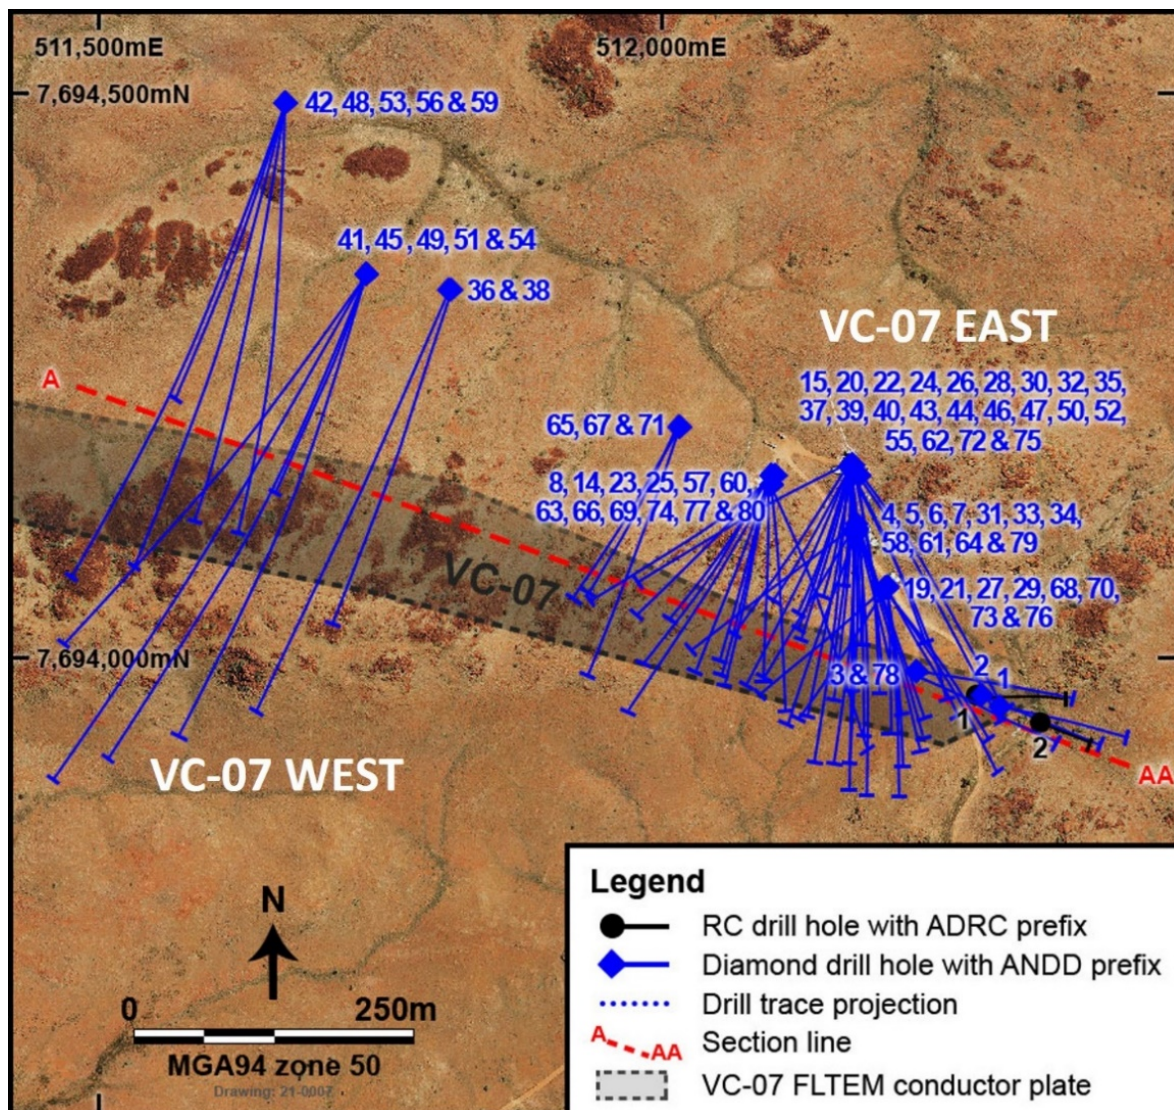 511,500mE
512,000mE
7,694,500mN
42, 48, 53, 56 & 59
41, 45 , 49, 51 & 54
36 & 38
VC-07 EAST
A
15, 20, 22, 24, 26, 28, 30, 32, 35,
37, 39, 40, 43, 44, 46, 47, 50, 52,
55, 62, 72 & 75
65, 67 & 71
8, 14, 23, 25, 57, 60,
63, 66, 69, 74, 77 & 80
4, 5, 6, 7, 31, 33, 34,
58, 61, 64 & 79
VC-07
19, 21, 27, 29, 68, 70,
73 & 76
7,694,000mN
3 & 78
2
1
1
2
VC-07 WEST
AA
N
0 250m
MGA94 zone 50
Drawing: 21-0007
Legend
RC drill hole with ADRC prefix
Diamond drill hole with ANDD prefix
Drill trace projection
A AA Section line
VC-07 FLTEM conductor plate